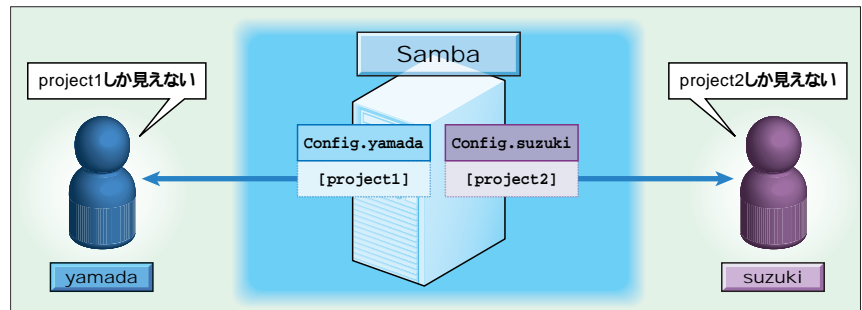 Samba
project1しか見えない
project2しか見えない
Config.yamada
[project1]
Config.suzuki
[project2]
yamada
suzuki